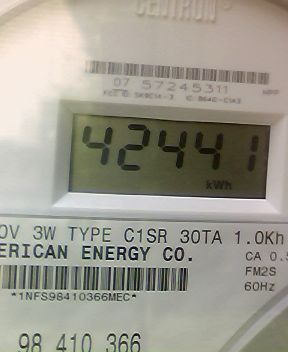 CENTRON
07 57245311
42441
kWh
0V 3W TYPE C1SR 30TA 1.0Kh
ERICAN ENERGY CO.
CA 0.5
FM2S
*1NFS98410366MEC*
60Hz
98 410 366